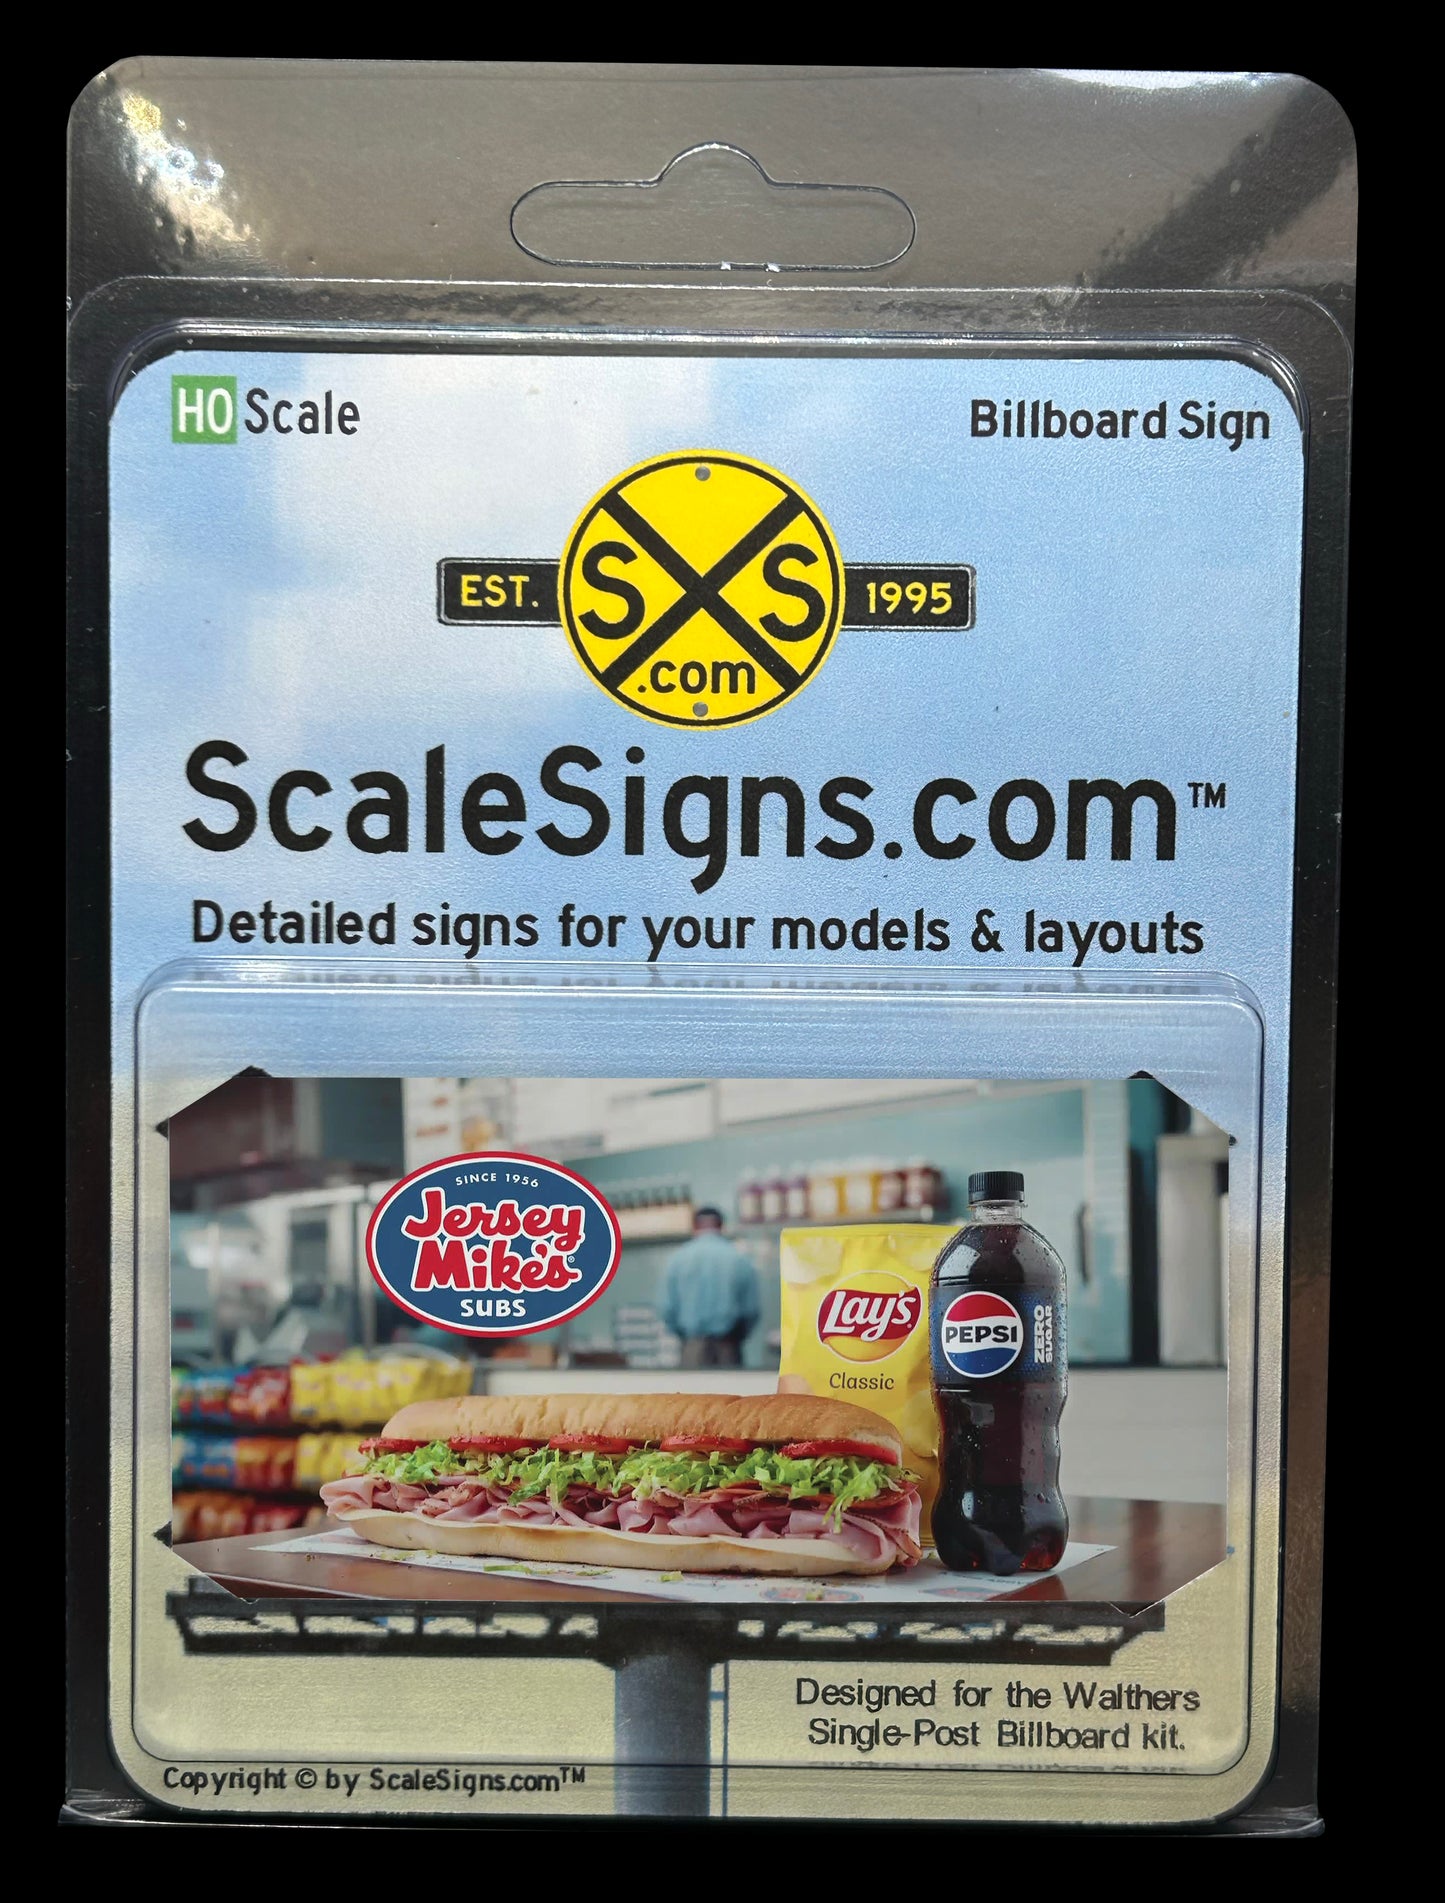 HO Scale
Billboard Sign
EST. SXS 1995
.com
ScaleSigns.com™
Detailed signs for your models & layouts
SINCE 1956
Jersey
Mike's
SUBS
Lay's
Classic
PEPSI
ZERO
SUGAR
Designed for the Walthers
Single-Post Billboard kit.
Copyright © by ScaleSigns.com™